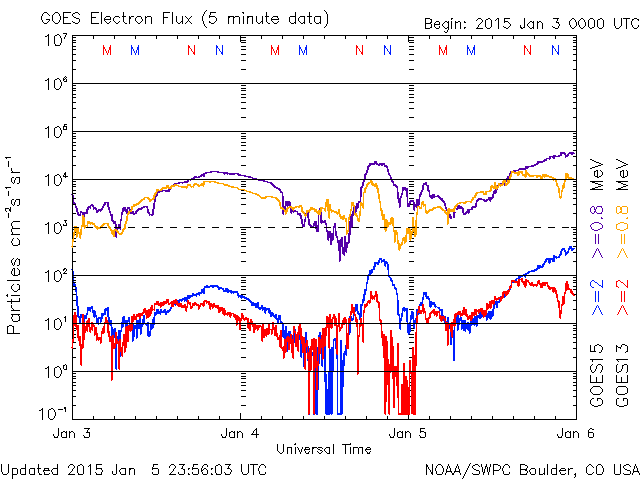 GOES Electron Flux (5 minute data)
Begin: 2015 Jan 3 0000 UTC
10⁷
M M N N M M N N M M N N
10⁶
10⁵
10⁴
10³
10²
10¹
10⁰
10⁻¹
Particles cm⁻²s⁻¹sr⁻¹
Jan 3 Jan 4 Jan 5 Jan 6
Universal Time
GOES15 >=2 >=0.8 MeV
GOES13 >=2 >=0.8 MeV
Updated 2015 Jan 5 23:56:03 UTC
NOAA/SWPC Boulder, CO USA